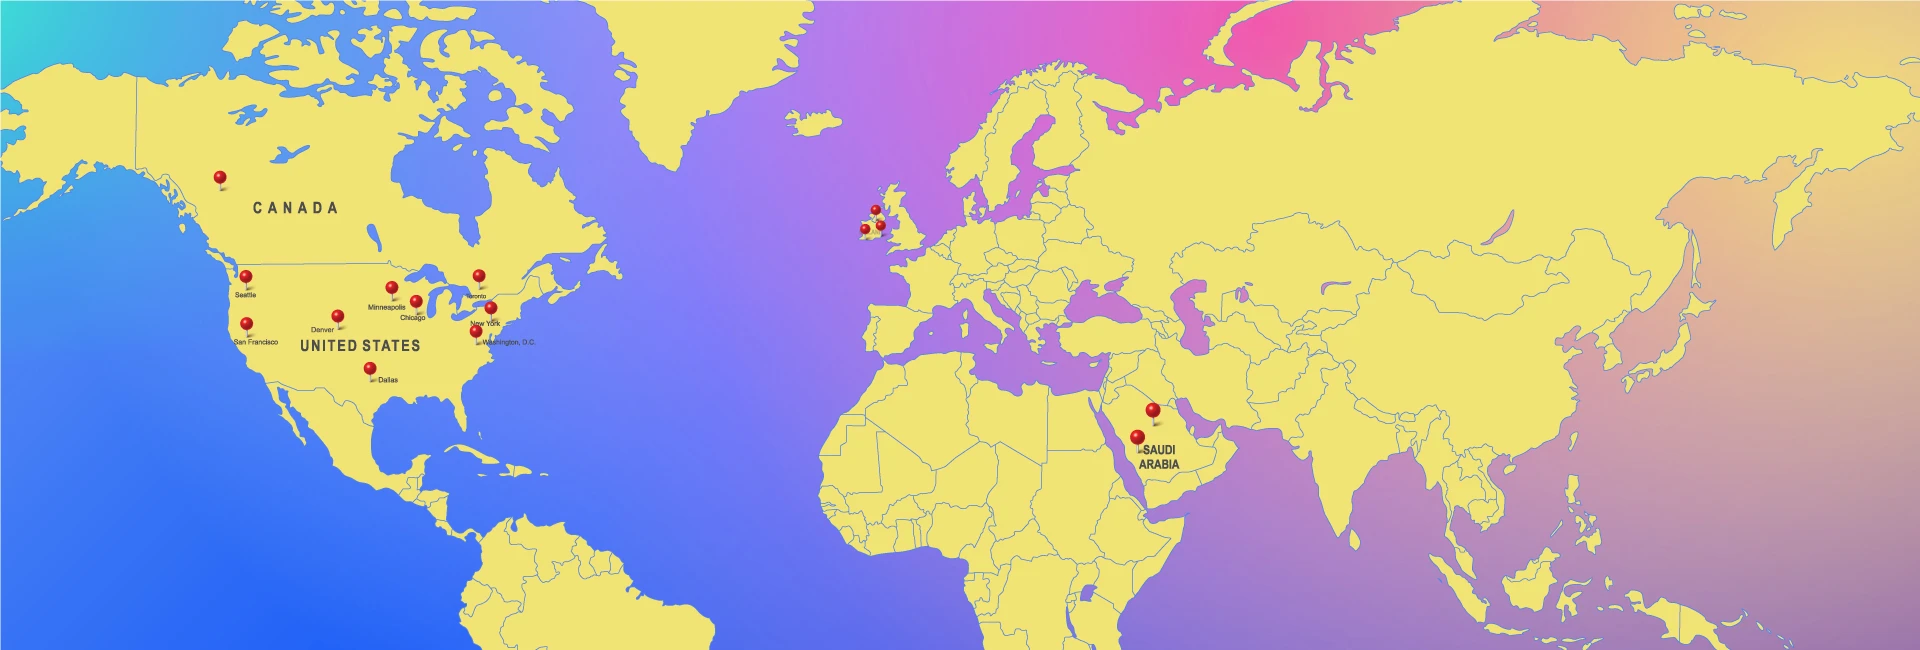 CANADA
Seattle
Toronto
Minneapolis
Chicago
New York
Denver
San Francisco
UNITED STATES
Washington, D.C.
Dallas
SAUDI
ARABIA